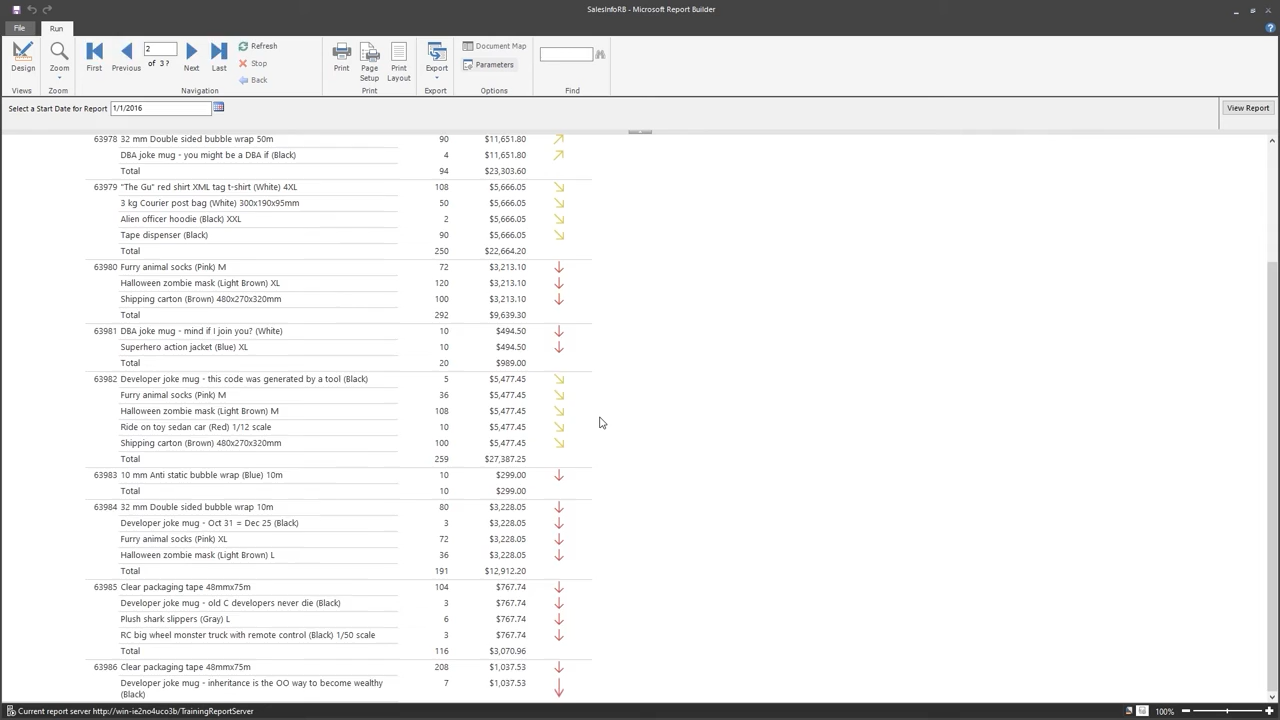 SalesInfoRB - Microsoft Report Builder
File Run
2
of 3 ?
Refresh
Stop
Back
Design Zoom First Previous Next Last Print Page Setup Print Layout Export
Document Map
Parameters
Views Zoom Navigation Print Export Options Find
Select a Start Date for Report 1/1/2016 View Report
63978 32 mm Double sided bubble wrap 50m 90 $11,651.80
DBA joke mug - you might be a DBA if (Black) 4 $11,651.80
Total 94 $23,303.60
63979 "The Gu" red shirt XML tag t-shirt (White) 4XL 108 $5,666.05
3 kg Courier post bag (White) 300x190x95mm 50 $5,666.05
Alien officer hoodie (Black) XXL 2 $5,666.05
Tape dispenser (Black) 90 $5,666.05
Total 250 $22,664.20
63980 Furry animal socks (Pink) M 72 $3,213.10
Halloween zombie mask (Light Brown) XL 120 $3,213.10
Shipping carton (Brown) 480x270x320mm 100 $3,213.10
Total 292 $9,639.30
63981 DBA joke mug - mind if I join you? (White) 10 $494.50
Superhero action jacket (Blue) XL 10 $494.50
Total 20 $989.00
63982 Developer joke mug - this code was generated by a tool (Black) 5 $5,477.45
Furry animal socks (Pink) M 36 $5,477.45
Halloween zombie mask (Light Brown) M 108 $5,477.45
Ride on toy sedan car (Red) 1/12 scale 10 $5,477.45
Shipping carton (Brown) 480x270x320mm 100 $5,477.45
Total 259 $27,387.25
63983 10 mm Anti static bubble wrap (Blue) 10m 10 $299.00
Total 10 $299.00
63984 32 mm Double sided bubble wrap 10m 80 $3,228.05
Developer joke mug - Oct 31 = Dec 25 (Black) 3 $3,228.05
Furry animal socks (Pink) XL 72 $3,228.05
Halloween zombie mask (Light Brown) L 36 $3,228.05
Total 191 $12,912.20
63985 Clear packaging tape 48mmx75m 104 $767.74
Developer joke mug - old C developers never die (Black) 3 $767.74
Plush shark slippers (Gray) L 6 $767.74
RC big wheel monster truck with remote control (Black) 1/50 scale 3 $767.74
Total 116 $3,070.96
63986 Clear packaging tape 48mmx75m 208 $1,037.53
Developer joke mug - inheritance is the OO way to become wealthy 7 $1,037.53
(Black)
Current report server http://win-ie2no4uco3b/TrainingReportServer 100%